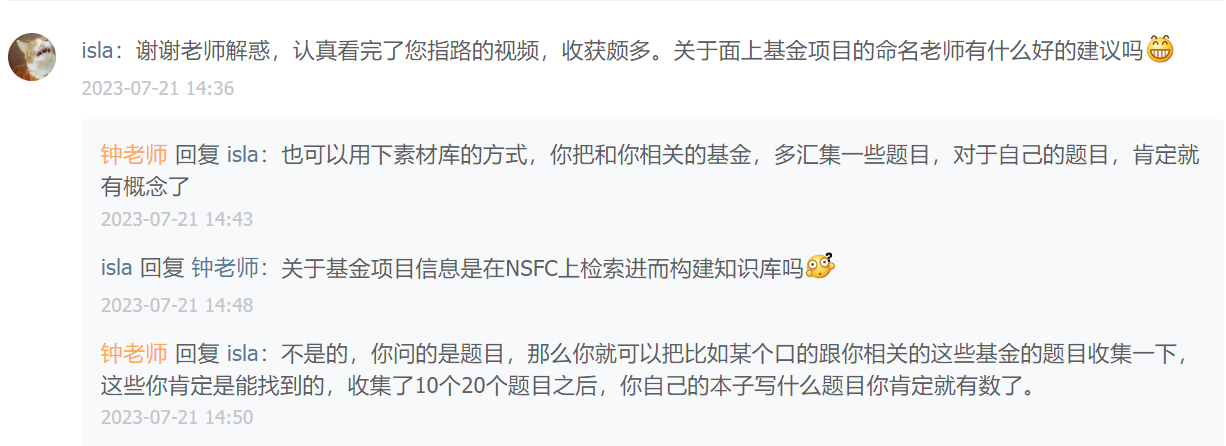 isla：谢谢老师解惑，认真看完了您指路的视频，收获颇多。关于面上基金项目的命名老师有什么好的建议吗
2023-07-21 14:36
钟老师 回复 isla：也可以用下素材库的方式，你把和你相关的基金，多汇集一些题目，对于自己的题目，肯定就
有概念了
2023-07-21 14:43
isla 回复 钟老师：关于基金项目信息是在NSFC上检索进而构建知识库吗
2023-07-21 14:48
钟老师 回复 isla：不是的，你问的是题目，那么你就可以把比如某个口的跟你相关的这些基金的题目收集一下，
这些你肯定是能找到的，收集了10个20个题目之后，你自己的本子写什么题目你肯定就有数了。
2023-07-21 14:50